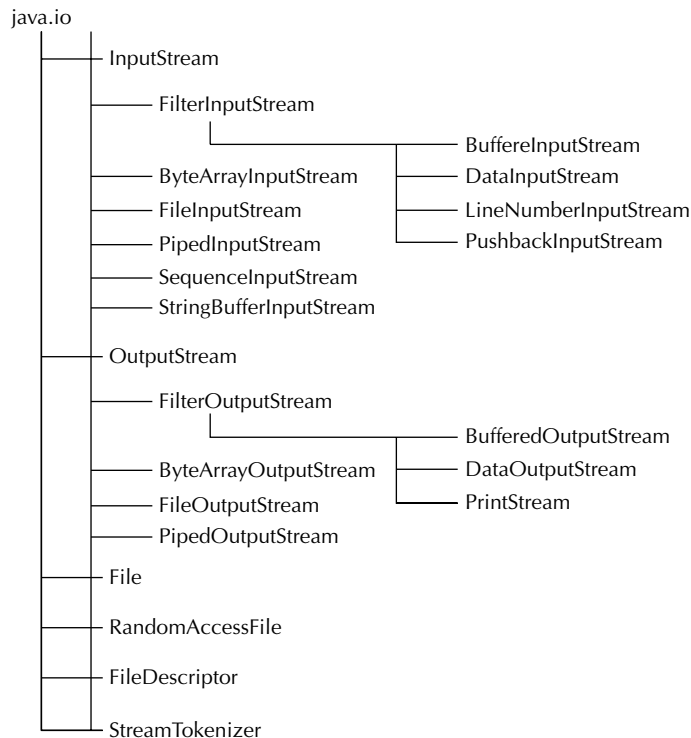 java.io
InputStream
FilterInputStream
BuffereInputStream
DataInputStream
LineNumberInputStream
PushbackInputStream
ByteArrayInputStream
FileInputStream
PipedInputStream
SequenceInputStream
StringBufferInputStream
OutputStream
FilterOutputStream
BufferedOutputStream
DataOutputStream
PrintStream
ByteArrayOutputStream
FileOutputStream
PipedOutputStream
File
RandomAccessFile
FileDescriptor
StreamTokenizer